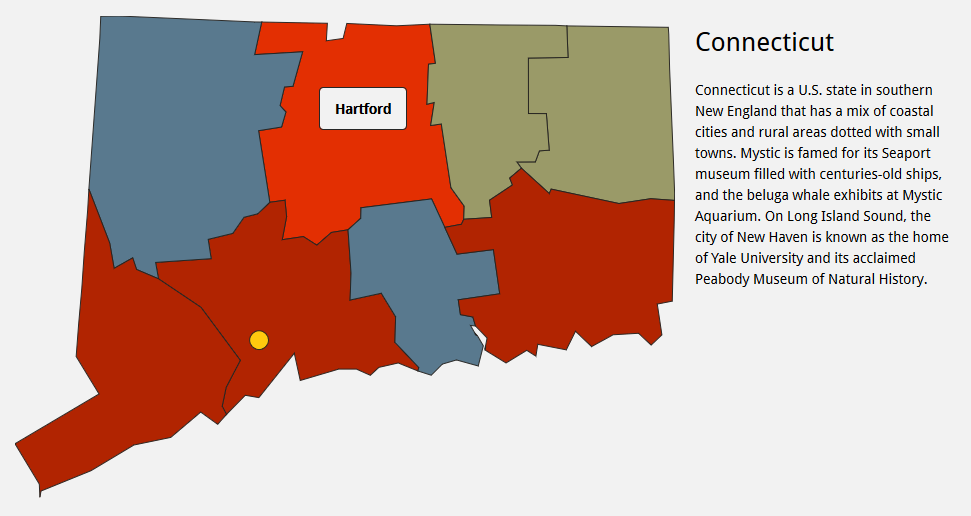 Connecticut
Hartford
Connecticut is a U.S. state in southern
New England that has a mix of coastal
cities and rural areas dotted with small
towns. Mystic is famed for its Seaport
museum filled with centuries-old ships,
and the beluga whale exhibits at Mystic
Aquarium. On Long Island Sound, the
city of New Haven is known as the home
of Yale University and its acclaimed
Peabody Museum of Natural History.